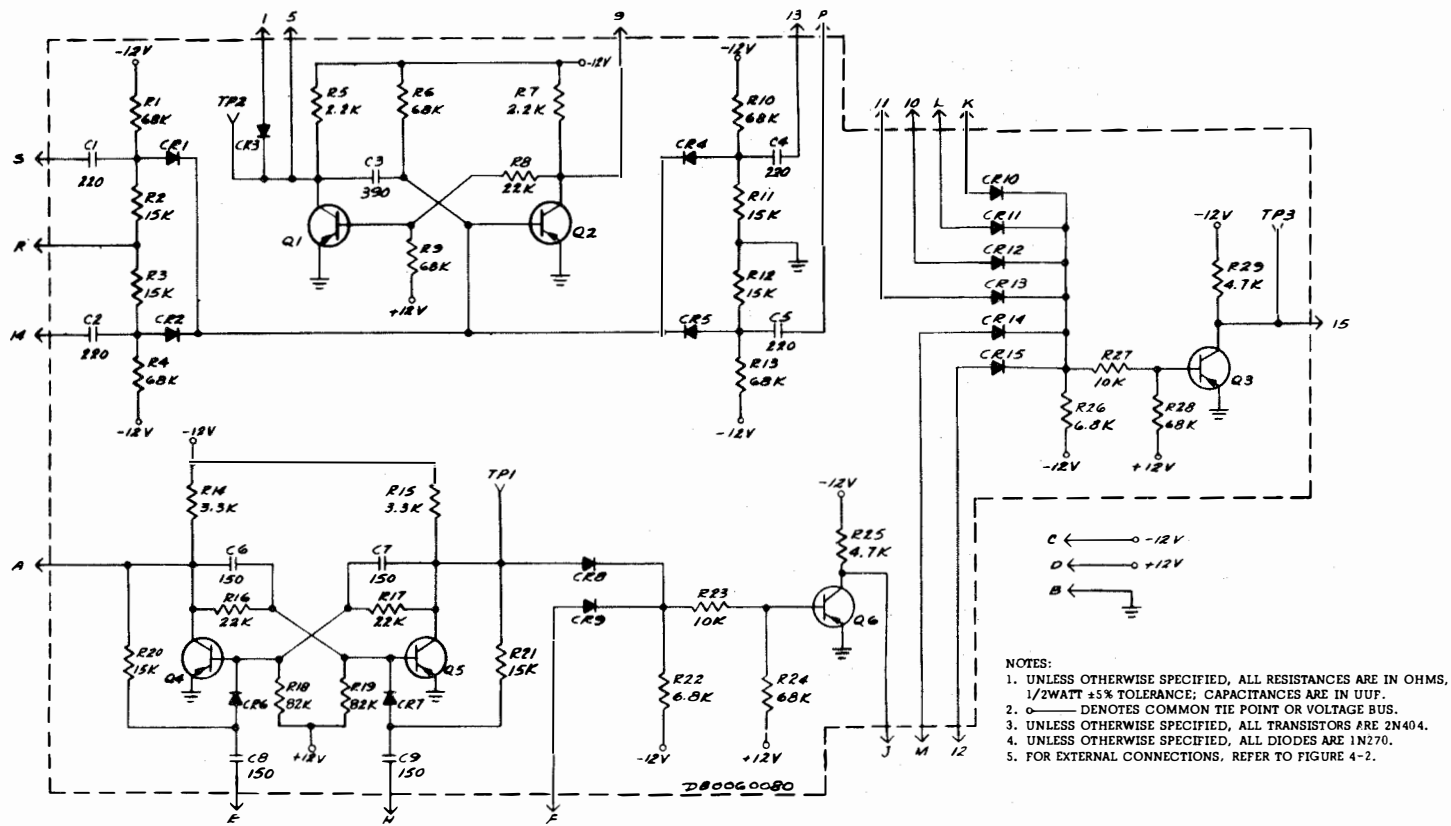 1 5 9 13 P
-12V -12V -12V
R1 68K
TP2
CR3
R5 2.2K
R6 68K
R7 2.2K
R10 68K
11 10 L K
S
C1 220
CR1
C3 390
R8 22K
CR4
C4 220
R2 15K
Q1
Q2
R11 15K
CR10
CR11
CR12
CR13
CR14
CR15
-12V
TP3
R
R9 68K
+12V
R3 15K
R12 15K
R29 4.7K
C2 220
CR2
CR5
C5 220
15
R4 68K
R13 68K
R27 10K
Q3
R26 6.8K
R28 68K
-12V
-12V
-12V
-12V
+12V
R14 3.3K
R15 3.3K
TP1
-12V
R25 4.7K
A
C6 150
C7 150
CR8
R16 22K
R17 22K
CR9
R23 10K
Q6
R20 15K
Q4
Q5
R21 15K
CR6
R18 82K
R19 82K
CR7
R22 6.8K
R24 68K
C8 150
+12V
C9 150
-12V
+12V
J M 12
DB0060080
E H F
C -12V
D +12V
B
NOTES:
1. UNLESS OTHERWISE SPECIFIED, ALL RESISTANCES ARE IN OHMS,
1/2WATT ±5% TOLERANCE; CAPACITANCES ARE IN UUF.
2. DENOTES COMMON TIE POINT OR VOLTAGE BUS.
3. UNLESS OTHERWISE SPECIFIED, ALL TRANSISTORS ARE 2N404.
4. UNLESS OTHERWISE SPECIFIED, ALL DIODES ARE 1N270.
5. FOR EXTERNAL CONNECTIONS, REFER TO FIGURE 4-2.